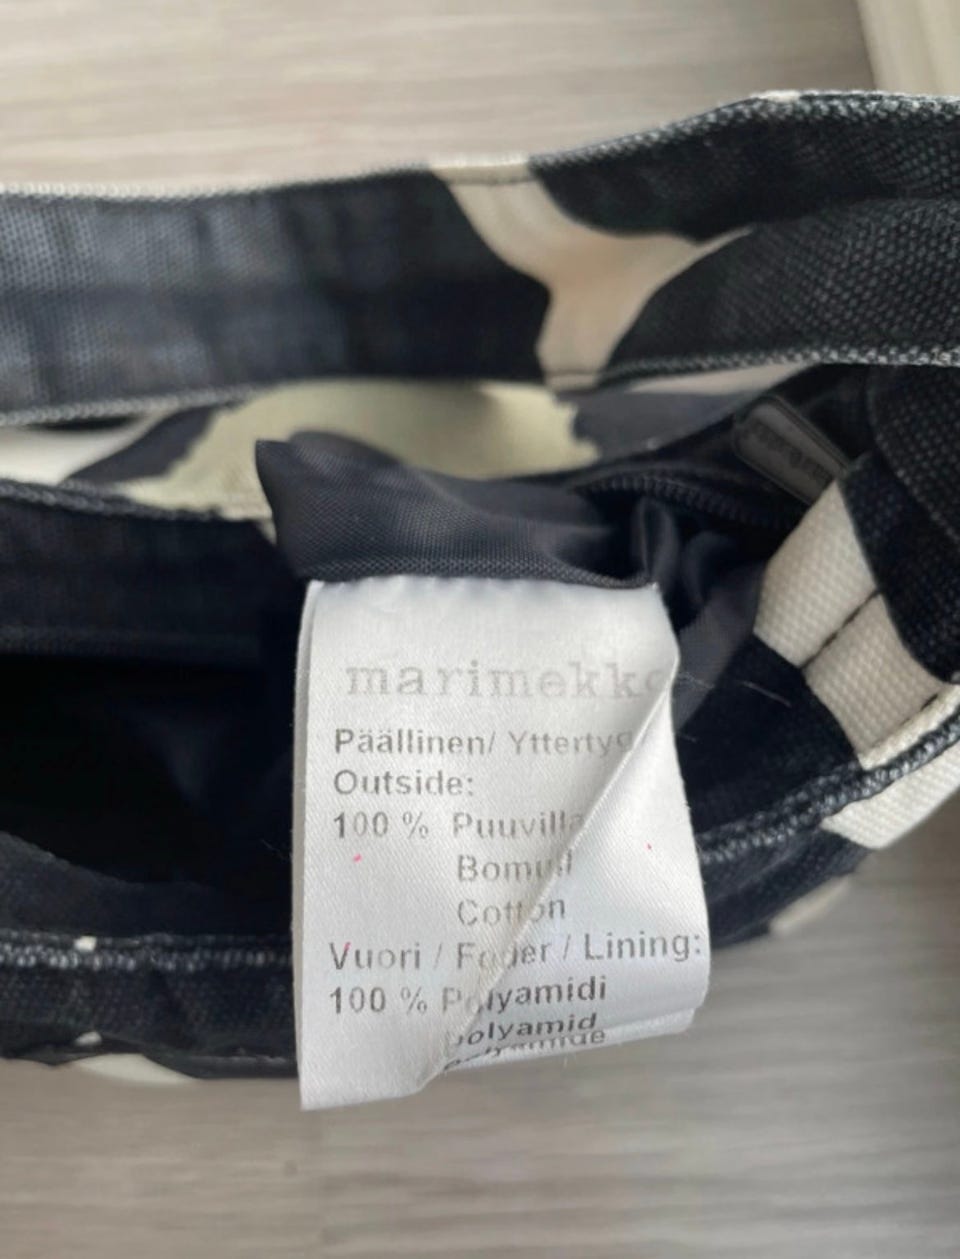 marimekko
Päällinen/ Yttertyg
Outside:
100 % Puuvilla
Bomull
Cotton
Vuori / Foder / Lining:
100 % Polyamidi
polyamid